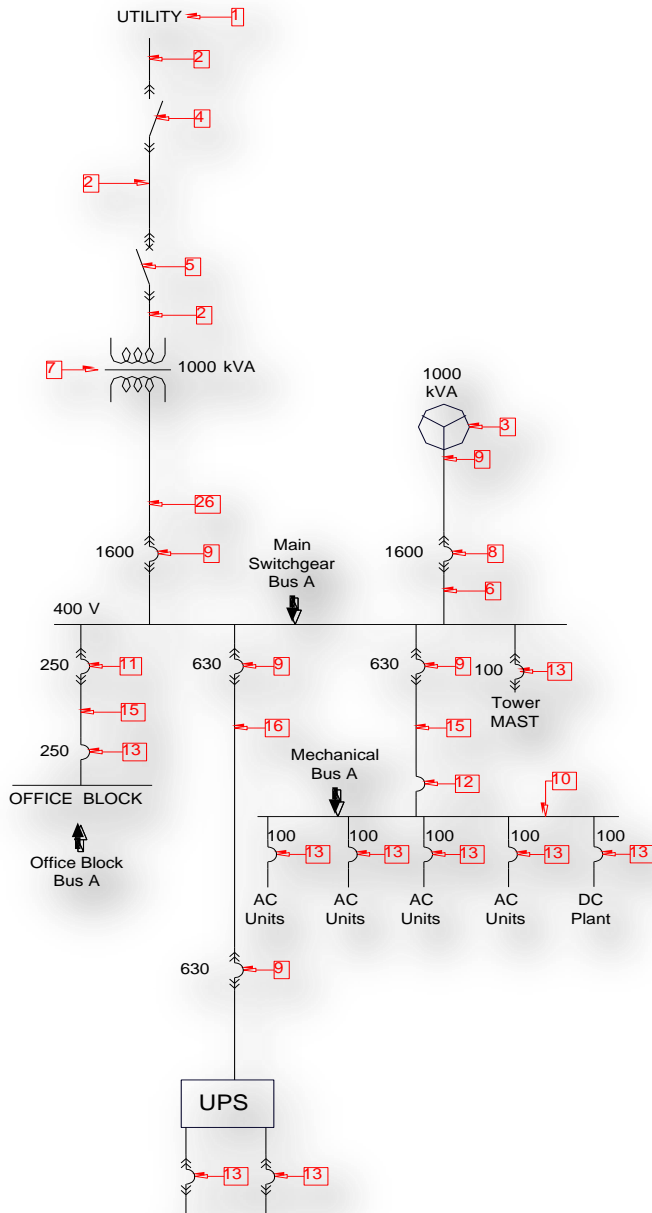 UTILITY 1
2
4
2
5
2
7 1000 kVA
1000
kVA
3
9
26
1600 9
1600 8
6
Main
Switchgear
Bus A
400 V
250 11
630 9
630 9
100 13
Tower
MAST
15
16
15
250 13
OFFICE BLOCK
Office Block
Bus A
Mechanical
Bus A
12
10
100 100 100 100 100
13 13 13 13 13
AC
Units
AC
Units
AC
Units
AC
Units
DC
Plant
630 9
UPS
13 13